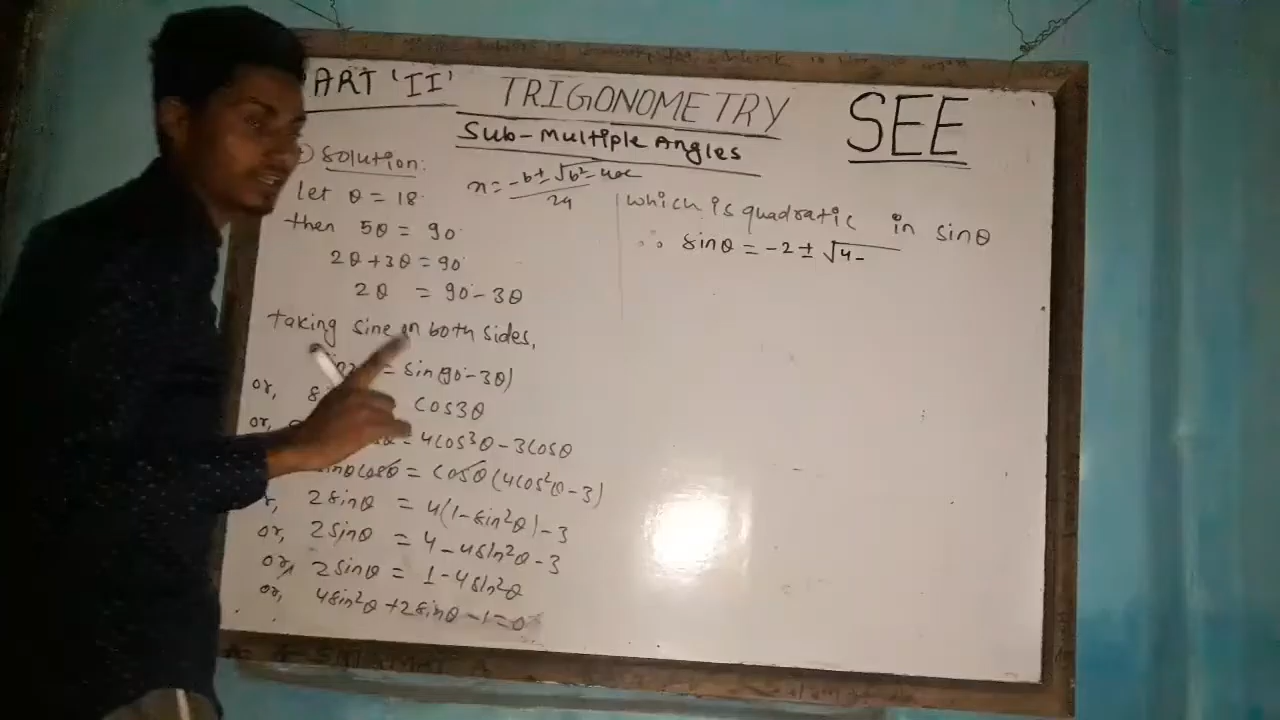 ART 'II' TRIGONOMETRY SEE
Sub-Multiple Angles
Solution:
Let θ = 18°
then 5θ = 90°
2θ+3θ = 90°
2θ = 90° - 3θ
Taking sine on both sides,
= sin(90° - 3θ)
or, cos3θ
or, = 4cos³θ - 3cosθ
cosθ = cosθ(4cos²θ - 3)
2sinθ = 4(1 - sin²θ) - 3
or, 2sinθ = 4 - 4sin²θ - 3
or, 2sinθ = 1 - 4sin²θ
or, 4sin²θ + 2sinθ - 1 = 0
x = -b ± √b² - 4ac / 2a
which is quadratic in sinθ
∴ sinθ = -2 ± √4 -